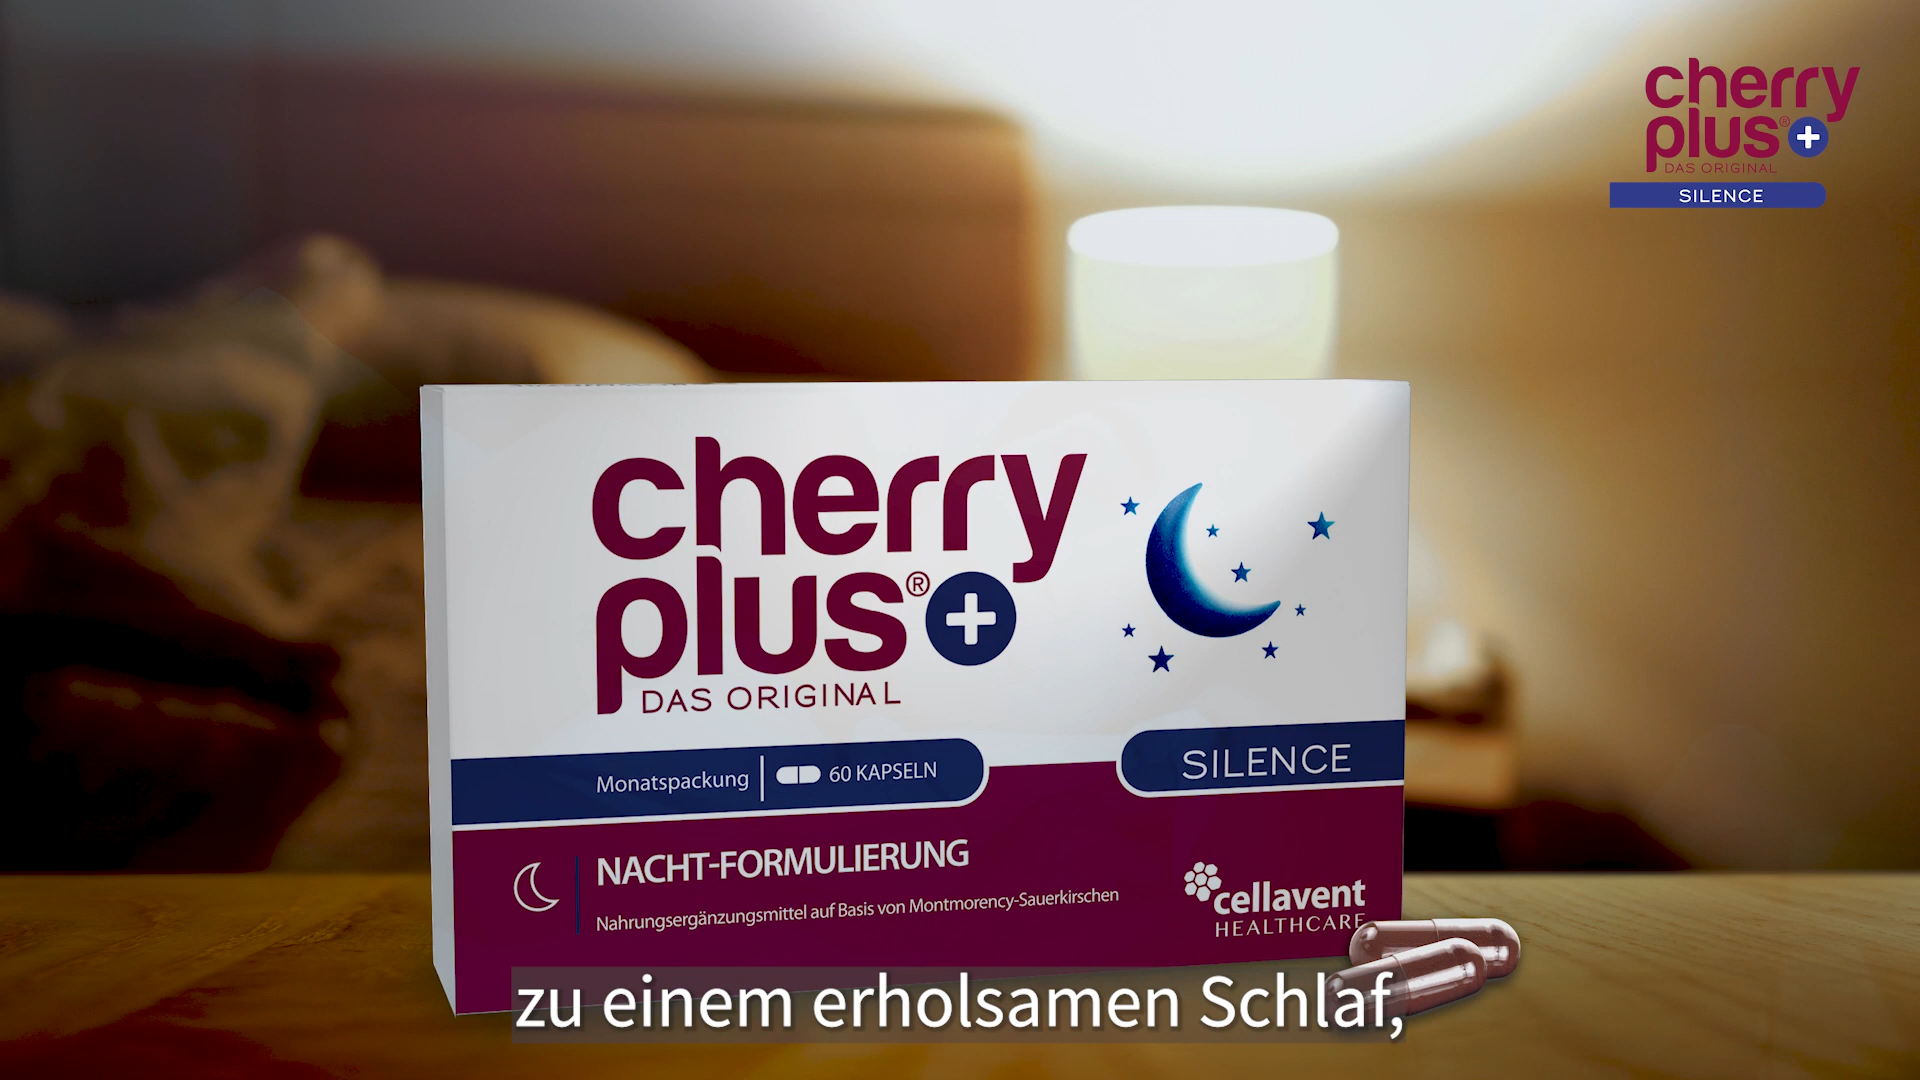 cherry
plus®+
DAS ORIGINAL
SILENCE
cherry
plus®+
DAS ORIGINAL
Monatspackung | 60 KAPSELN
SILENCE
NACHT-FORMULIERUNG
Nahrungsergänzungsmittel auf Basis von Montmorency-Sauerkirschen
cellavent
HEALTHCARE
zu einem erholsamen Schlaf,